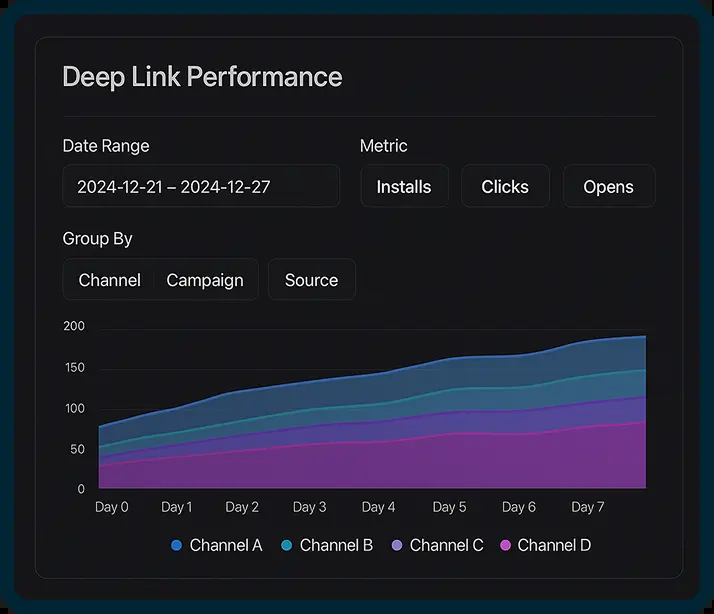 Deep Link Performance
Date Range
Metric
2024-12-21 – 2024-12-27
Installs
Clicks
Opens
Group By
Channel
Campaign
Source
200
150
100
50
0
Day 0 Day 1 Day 2 Day 3 Day 4 Day 5 Day 6 Day 7
Channel A Channel B Channel C Channel D